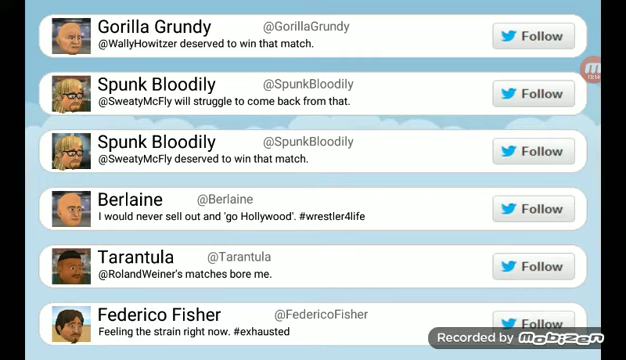 Gorilla Grundy @GorillaGrundy
@WallyHowitzer deserved to win that match.
Follow
Spunk Bloodily @SpunkBloodily
@SweatyMcFly will struggle to come back from that.
Follow
Spunk Bloodily @SpunkBloodily
@SweatyMcFly deserved to win that match.
Follow
Berlaine @Berlaine
I would never sell out and 'go Hollywood'. #wrestler4life
Follow
Tarantula @Tarantula
@RolandWeiner's matches bore me.
Follow
Federico Fisher @FedericoFisher
Feeling the strain right now. #exhausted
Follow
Recorded by Mobizen